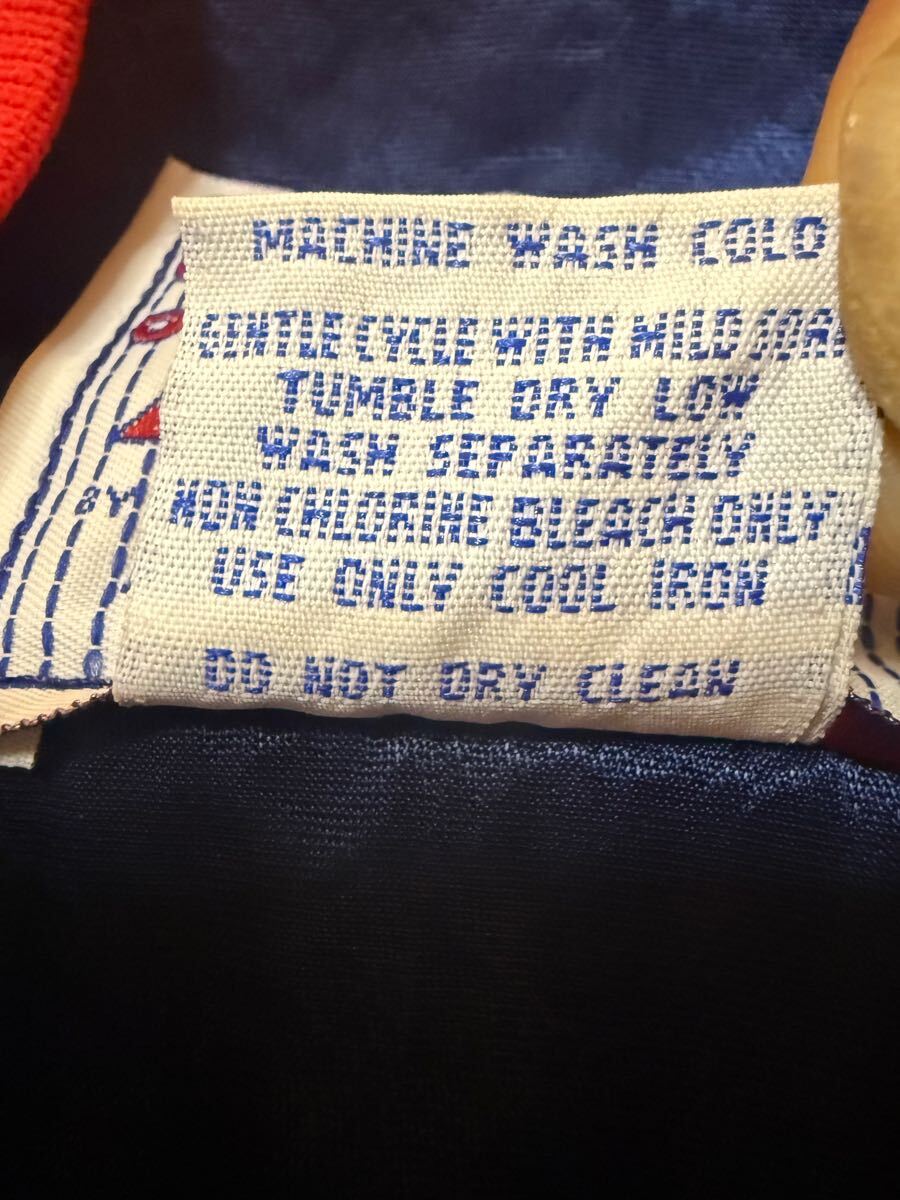 MACHINE WASH COLD
GENTLE CYCLE WITH MILD SOAP
TUMBLE DRY LOW
WASH SEPARATELY
NON CHLORINE BLEACH ONLY
USE ONLY COOL IRON
DO NOT DRY CLEAN
BY